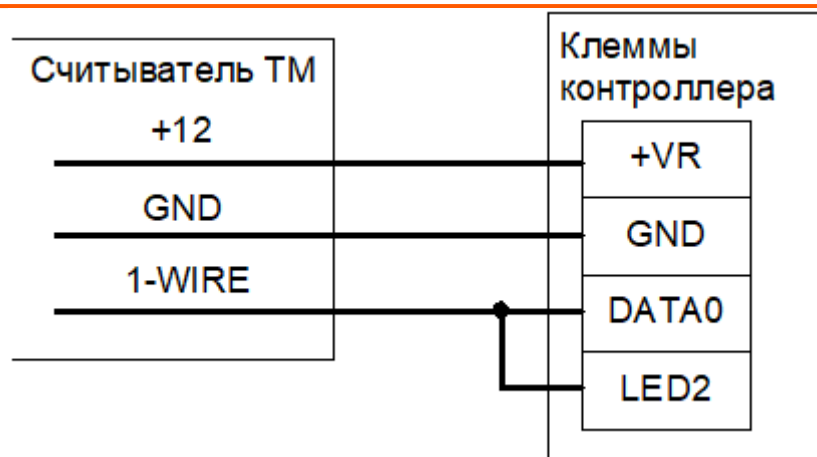 Считыватель ТМ
+12
GND
1-WIRE
Клеммы
контроллера
+VR
GND
DATA0
LED2